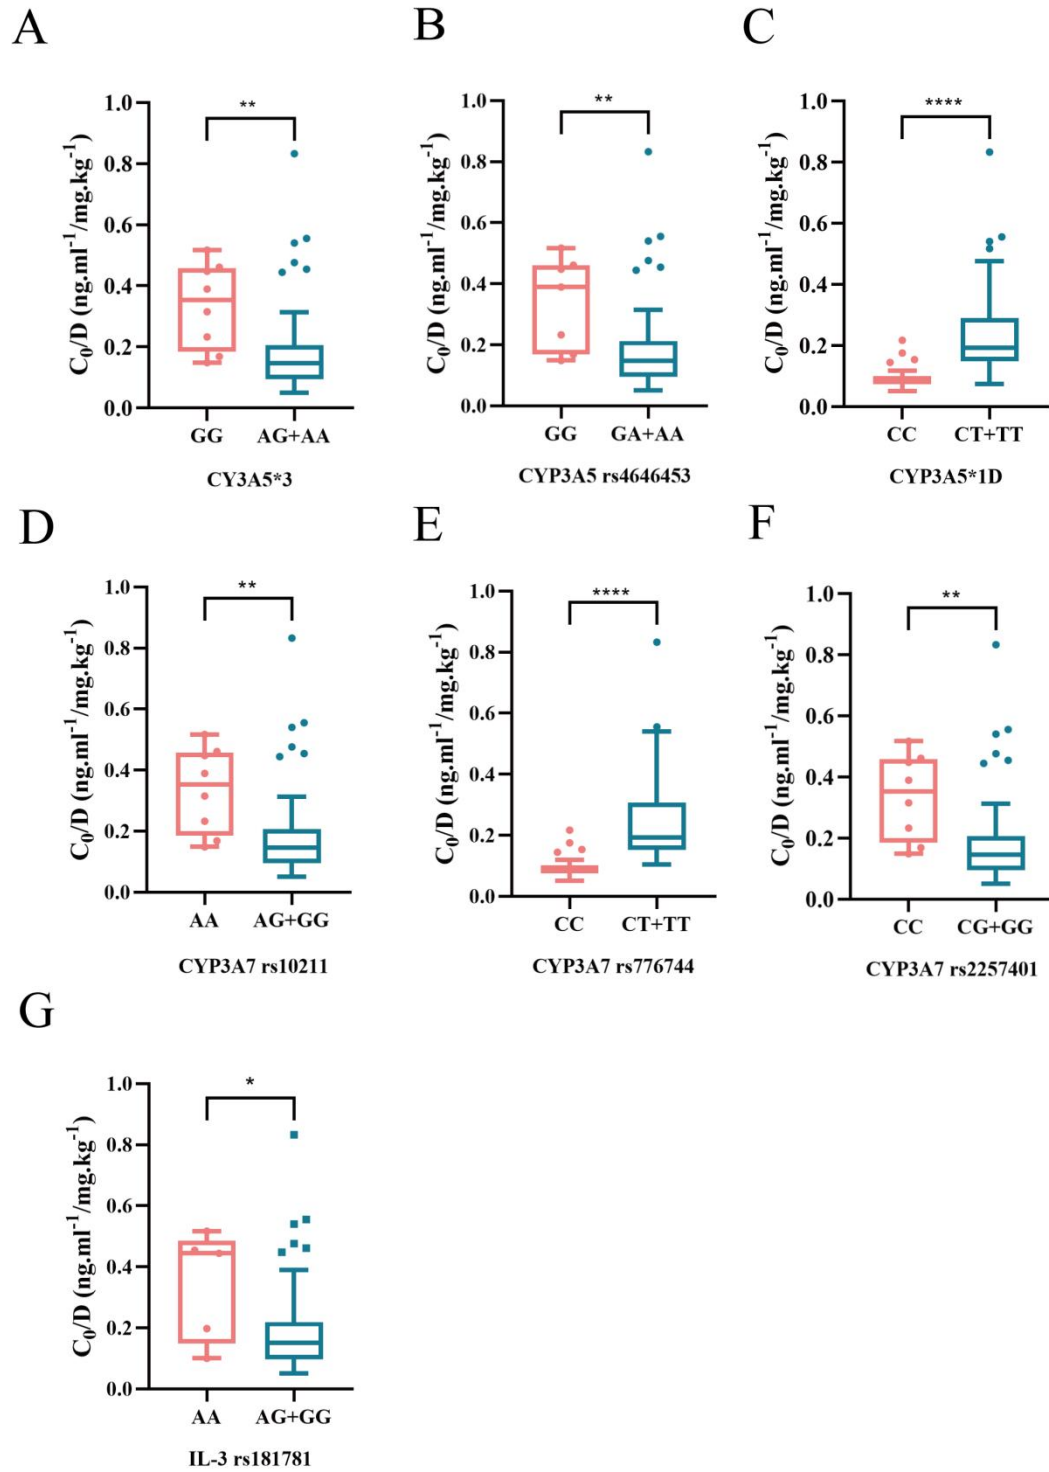 A
B
C
** 
** 
****
C₀/D (ng.ml⁻¹/mg.kg⁻¹)
1.0
0.8
0.6
0.4
0.2
0.0
GG AG+AA
CY3A5*3
C₀/D (ng.ml⁻¹/mg.kg⁻¹)
1.0
0.8
0.6
0.4
0.2
0.0
GG GA+AA
CYP3A5 rs4646453
C₀/D (ng.ml⁻¹/mg.kg⁻¹)
1.0
0.8
0.6
0.4
0.2
0.0
CC CT+TT
CYP3A5*1D
D
E
F
**
****
**
C₀/D (ng.ml⁻¹/mg.kg⁻¹)
1.0
0.8
0.6
0.4
0.2
0.0
AA AG+GG
CYP3A7 rs10211
C₀/D (ng.ml⁻¹/mg.kg⁻¹)
1.0
0.8
0.6
0.4
0.2
0.0
CC CT+TT
CYP3A7 rs776744
C₀/D (ng.ml⁻¹/mg.kg⁻¹)
1.0
0.8
0.6
0.4
0.2
0.0
CC CG+GG
CYP3A7 rs2257401
G
*
C₀/D (ng.ml⁻¹/mg.kg⁻¹)
1.0
0.8
0.6
0.4
0.2
0.0
AA AG+GG
IL-3 rs181781